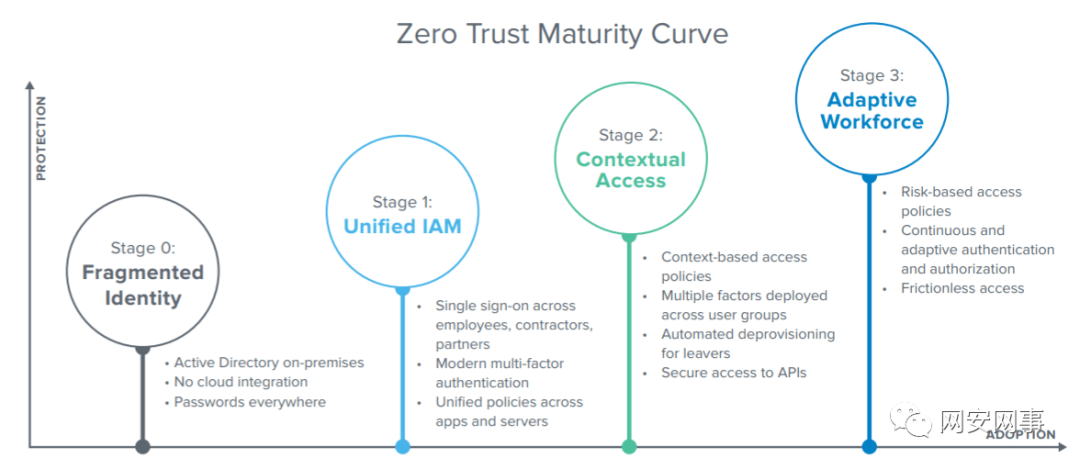 Zero Trust Maturity Curve
PROTECTION
Stage 0:
Fragmented
Identity
• Active Directory on-premises
• No cloud integration
• Passwords everywhere
Stage 1:
Unified IAM
• Single sign-on across
employees, contractors,
partners
• Modern multi-factor
authentication
• Unified policies across
apps and servers
Stage 2:
Contextual
Access
• Context-based access
policies
• Multiple factors deployed
across user groups
• Automated deprovisioning
for leavers
• Secure access to APIs
Stage 3:
Adaptive
Workforce
• Risk-based access
policies
• Continuous and
adaptive authentication
and authorization
• Frictionless access
网安网事
ADOPTION